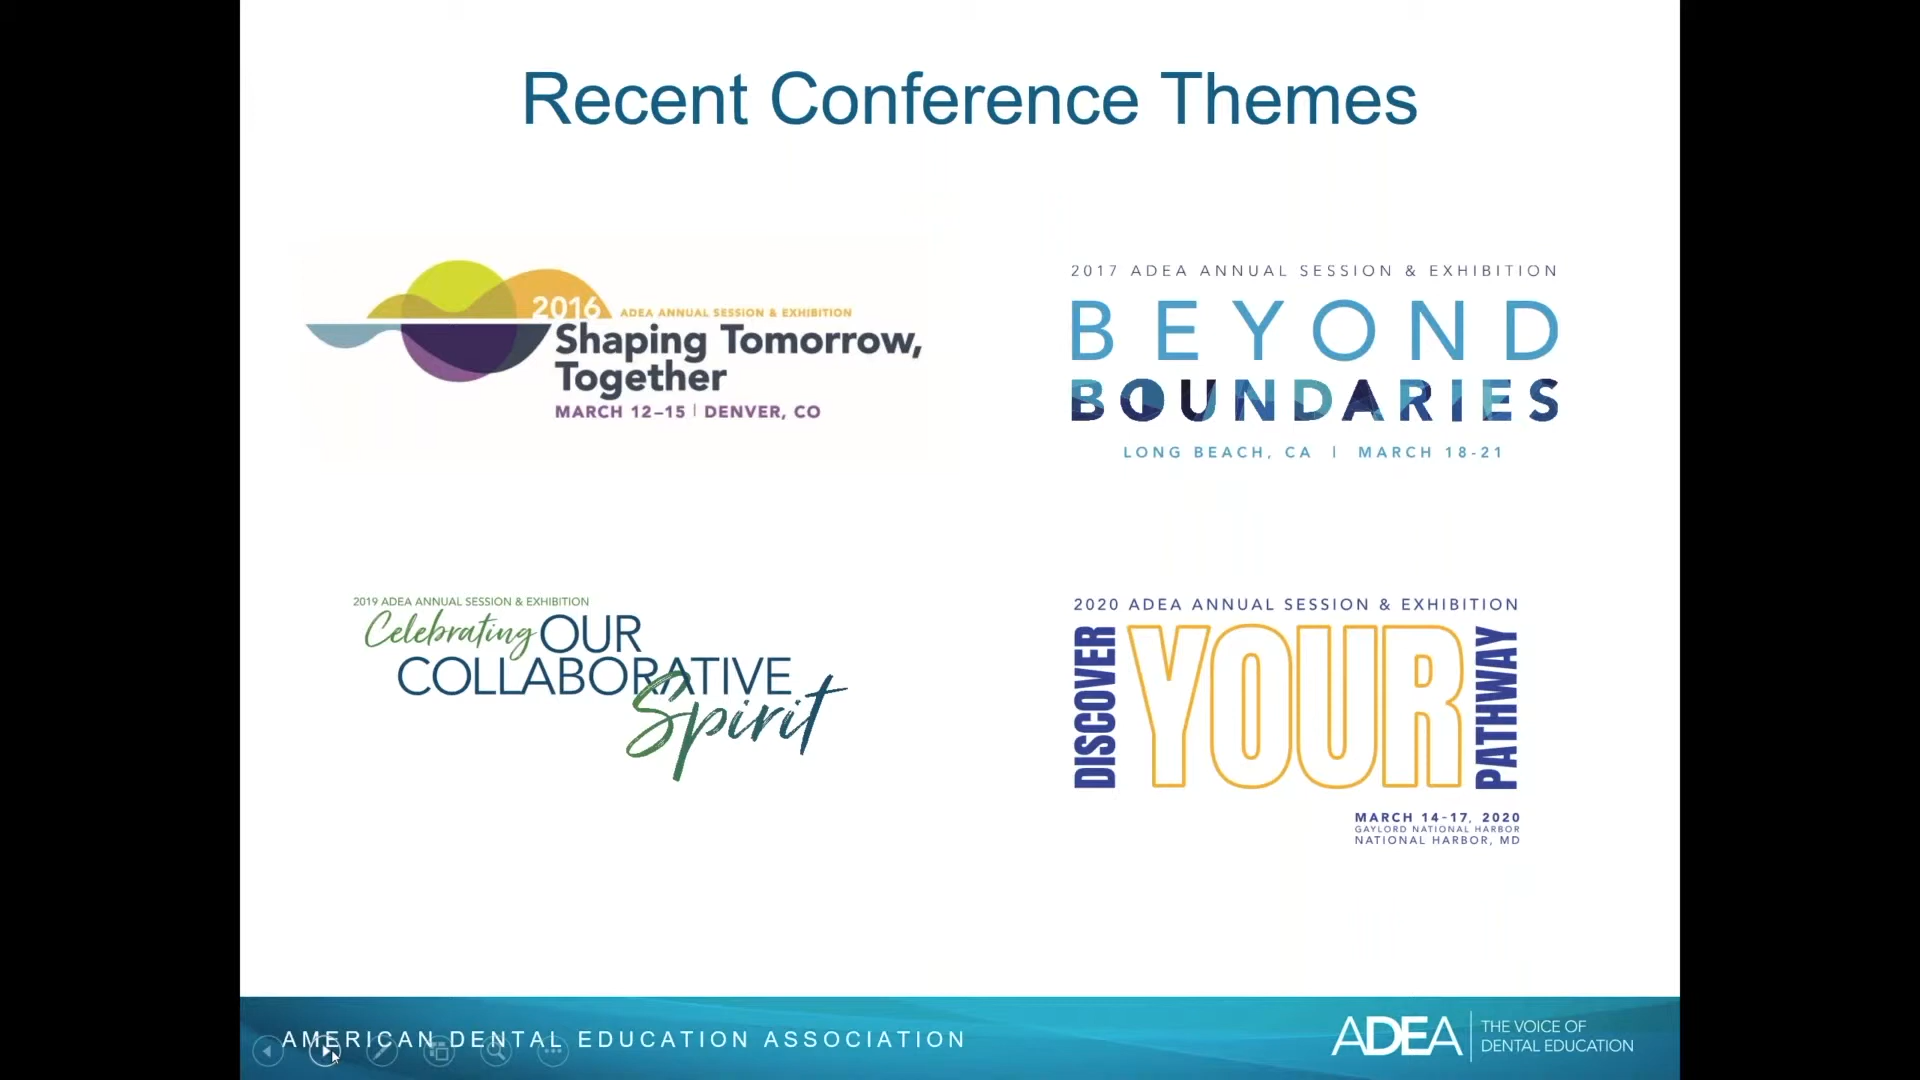 Recent Conference Themes
2016 ADEA ANNUAL SESSION & EXHIBITION
Shaping Tomorrow,
Together
MARCH 12–15 | DENVER, CO
2017 ADEA ANNUAL SESSION & EXHIBITION
BEYOND
BOUNDARIES
LONG BEACH, CA | MARCH 18-21
2019 ADEA ANNUAL SESSION & EXHIBITION
Celebrating OUR
COLLABORATIVE
Spirit
2020 ADEA ANNUAL SESSION & EXHIBITION
DISCOVER YOUR PATHWAY
MARCH 14-17, 2020
GAYLORD NATIONAL HARBOR
NATIONAL HARBOR, MD
AMERICAN DENTAL EDUCATION ASSOCIATION
ADEA
THE VOICE OF
DENTAL EDUCATION